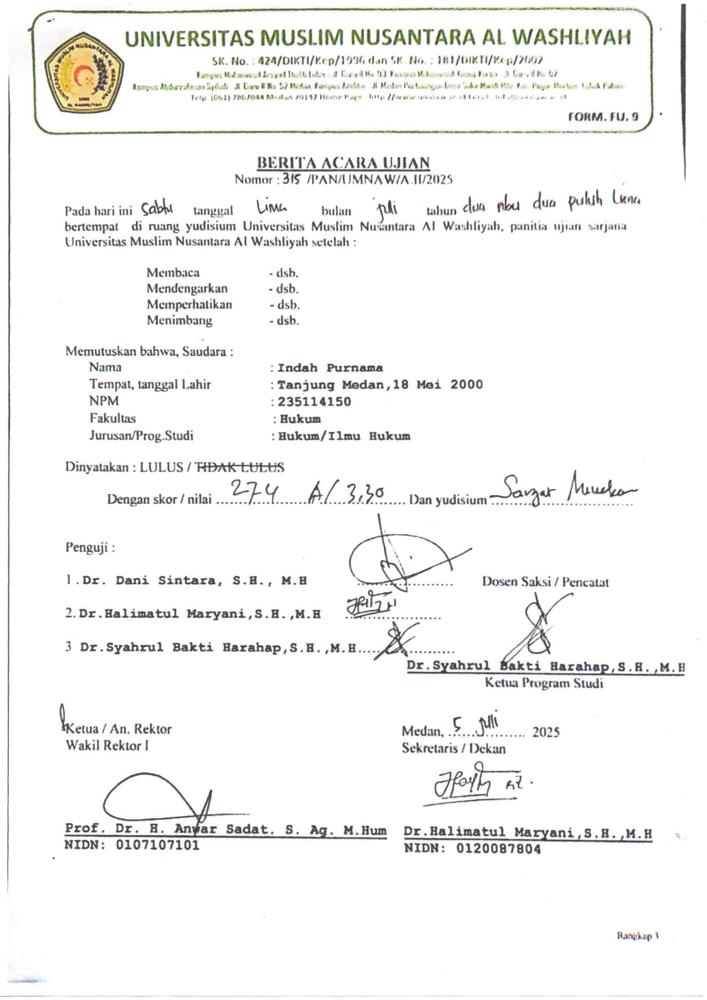 UNIVERSITAS MUSLIM NUSANTARA AL WASHLIYAH
SK. No. : 424/DIKTI/Kep/1996 dan SK. No. : 181/DIKTI/Kep/2002
Kampus Muhammad Arsyad Thalib Lubis : Jl Garu II No 93 Kampus Muhammad Yunus Karim Jl Garu II No 52
Kampus Abdurrahman Syihab Jl Garu II No 52 Medan, Kampus Jl Medan Perbaungan Desa Suka Mandi Hilir Kec. Pagar Merbau Lubuk Pakam
Telp. (061) 7867044 Medan 20147 Home Page : http://www
FORM. FU. 9
BERITA ACARA UJIAN
Nomor : 315 /PAN/UMNAW/A.II/2025
Pada hari ini Sabtu tanggal Lima bulan juli tahun dua ribu dua puluh Lima
bertempat di ruang yudisium Universitas Muslim Nusantara Al Washliyah, panitia ujian sarjana
Universitas Muslim Nusantara Al Washliyah setelah :
Membaca - dsb.
Mendengarkan - dsb.
Memperhatikan - dsb.
Menimbang - dsb.
Memutuskan bahwa, Saudara :
Nama : Indah Purnama
Tempat, tanggal Lahir : Tanjung Medan,18 Mei 2000
NPM : 235114150
Fakultas : Hukum
Jurusan/Prog.Studi : Hukum/Ilmu Hukum
Dinyatakan : LULUS / TIDAK LULUS
Dengan skor / nilai ......274......A/..3,30...... Dan yudisium Sangat Memuaskan
Penguji :
1.Dr. Dani Sintara, S.H., M.H ....................
Dosen Saksi / Pencatat
2. Dr.Halimatul Maryani,S.H.,M.H ....................
3 Dr.Syahrul Bakti Harahap,S.H.,M.H....................
Dr.Syahrul Bakti Harahap,S.H.,M.H
Ketua Program Studi
Ketua / An. Rektor
Wakil Rektor I
Medan, 5 juli 2025
Sekretaris / Dekan
Prof. Dr. H. Anwar Sadat. S. Ag. M.Hum
NIDN: 0107107101
Dr.Halimatul Maryani,S.H.,M.H
NIDN: 0120087804
Rangkap 3